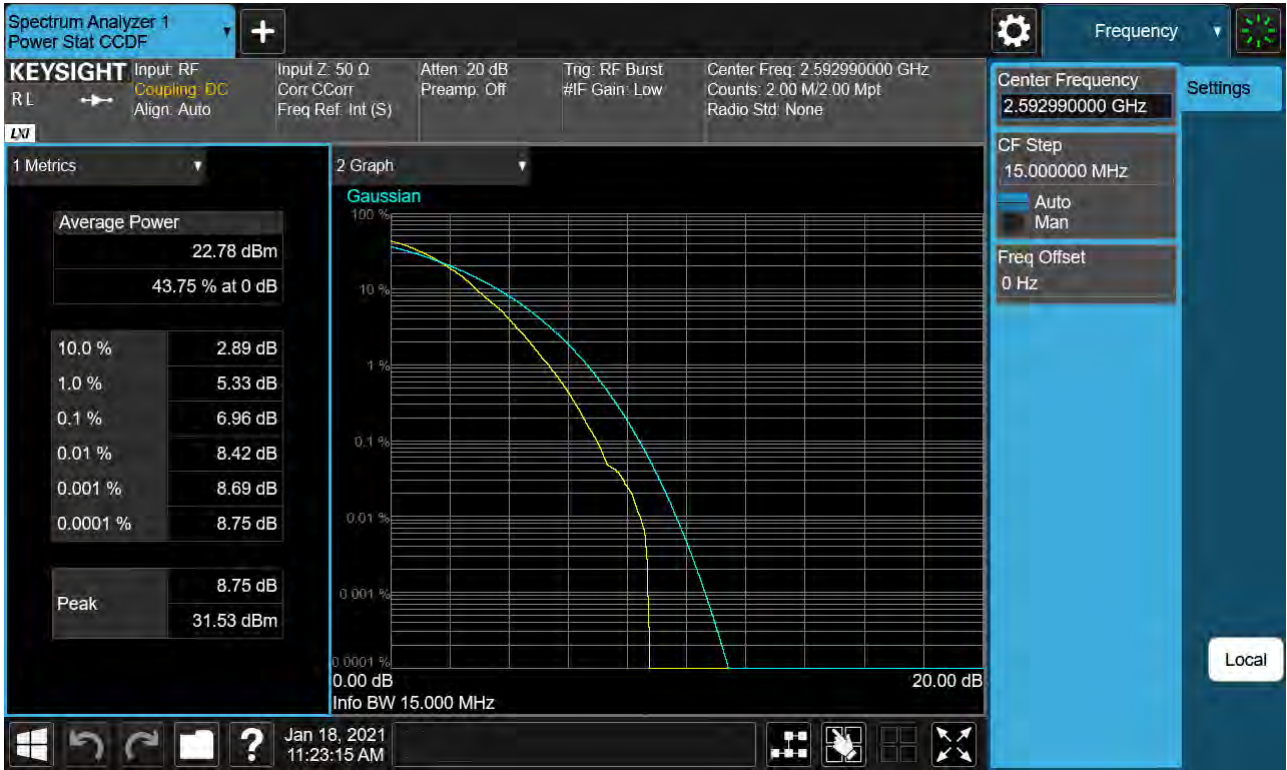 Spectrum Analyzer 1
Power Stat CCDF
+
Frequency
KEYSIGHT
RL
LXI
Input: RF
Coupling: DC
Align: Auto
Input Z: 50 Ω
Corr CCorr
Freq Ref: Int (S)
Atten: 20 dB
Preamp: Off
Trig: RF Burst
#IF Gain: Low
Center Freq: 2.592990000 GHz
Counts: 2.00 M/2.00 Mpt
Radio Std: None
1 Metrics
Average Power
22.78 dBm
43.75 % at 0 dB
10.0 % 2.89 dB
1.0 % 5.33 dB
0.1 % 6.96 dB
0.01 % 8.42 dB
0.001 % 8.69 dB
0.0001 % 8.75 dB
Peak
8.75 dB
31.53 dBm
2 Graph
Gaussian
100 %
10 %
1 %
0.1 %
0.01 %
0.001 %
0.0001 %
0.00 dB 20.00 dB
Info BW 15.000 MHz
Center Frequency
2.592990000 GHz
CF Step
15.000000 MHz
Auto
Man
Freq Offset
0 Hz
Settings
Local
?
Jan 18, 2021
11:23:15 AM